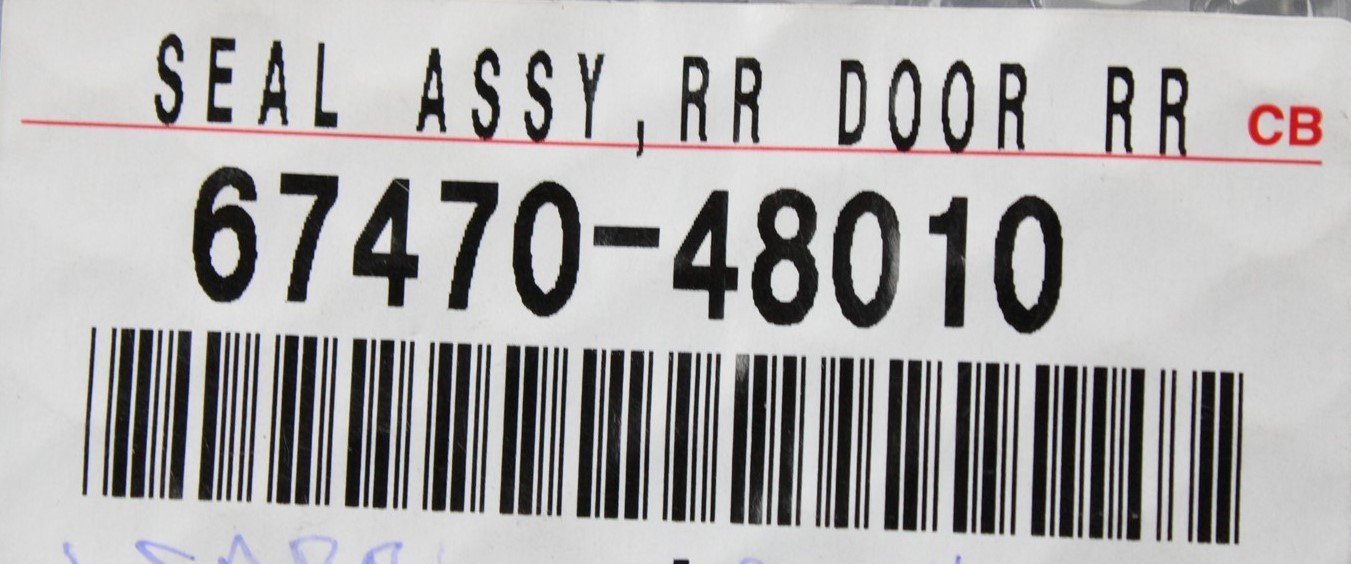 SEAL ASSY,RR DOOR RR CB
67470-48010